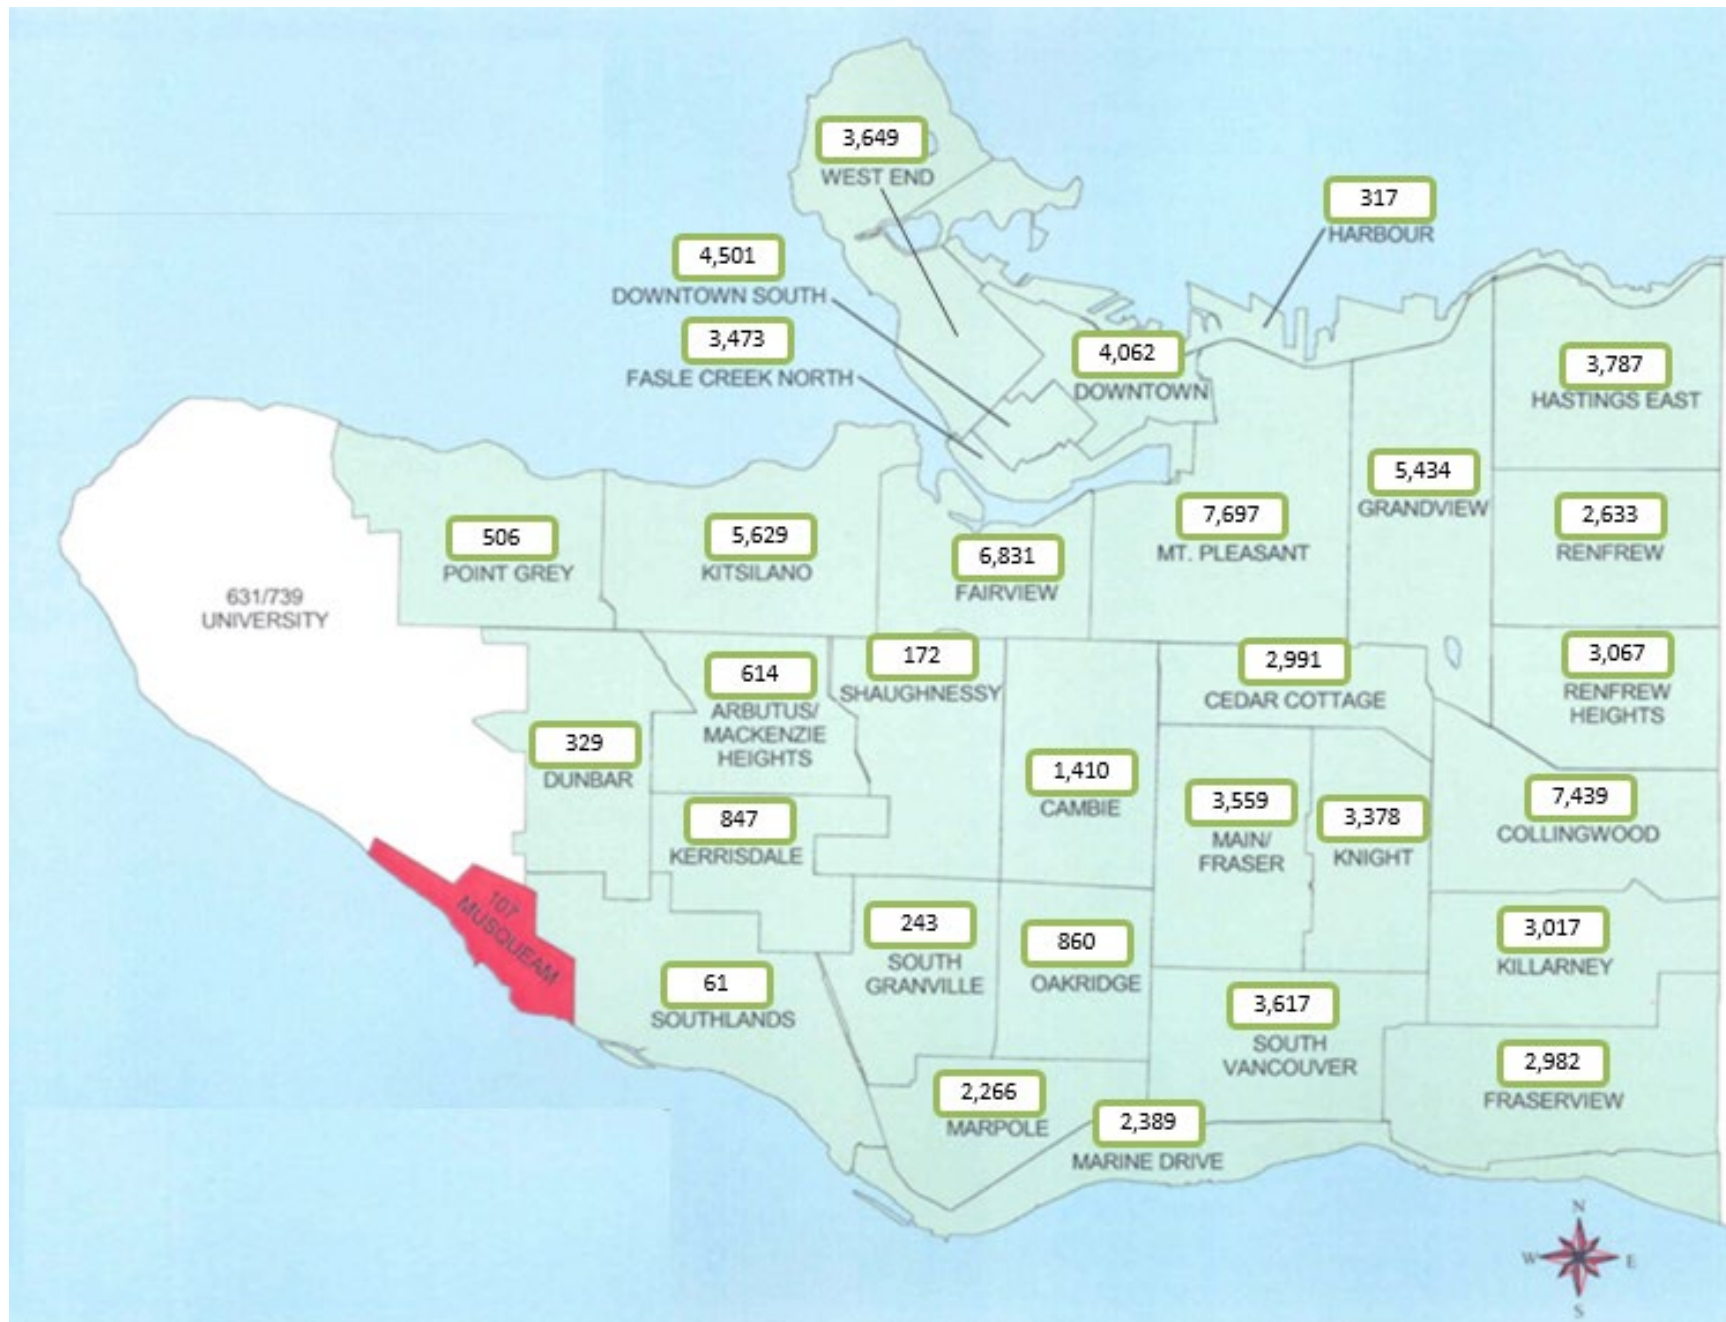 3,649
WEST END
317
HARBOUR
4,501
DOWNTOWN SOUTH
3,473
FASLE CREEK NORTH
4,062
DOWNTOWN
3,787
HASTINGS EAST
5,434
GRANDVIEW
506
POINT GREY
5,629
KITSILANO
6,831
FAIRVIEW
7,697
MT. PLEASANT
2,633
RENFREW
631/739
UNIVERSITY
614
ARBUTUS/
MACKENZIE
HEIGHTS
172
SHAUGHNESSY
2,991
CEDAR COTTAGE
3,067
RENFREW
HEIGHTS
329
DUNBAR
1,410
CAMBIE
847
KERRISDALE
3,559
MAIN/
FRASER
3,378
KNIGHT
7,439
COLLINGWOOD
107
MUSQUEAM
243
SOUTH
GRANVILLE
860
OAKRIDGE
3,017
KILLARNEY
61
SOUTHLANDS
3,617
SOUTH
VANCOUVER
2,982
FRASERVIEW
2,266
MARPOLE
2,389
MARINE DRIVE
N
W E
S